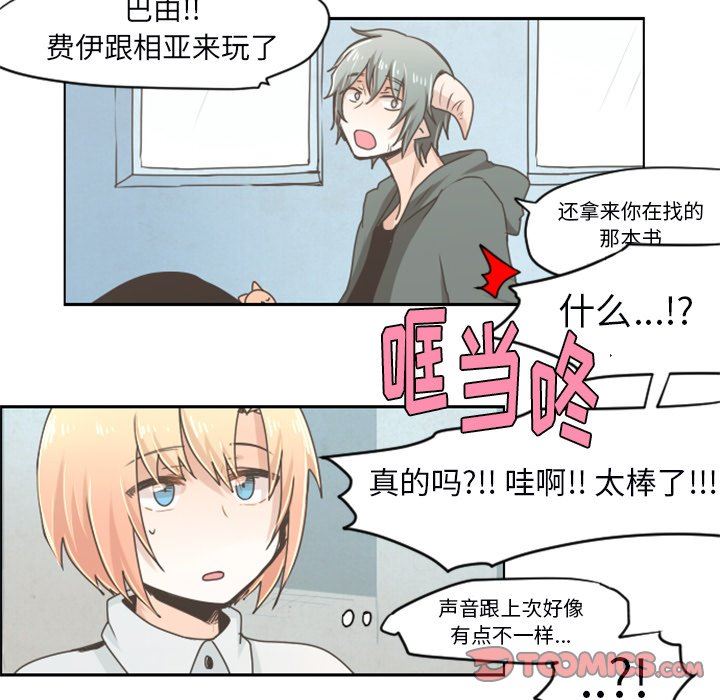 巴由!!
费伊跟相亚来玩了
还拿来你在找的
那本书
什么...!?
哐当咚
真的吗?!! 哇啊!! 太棒了!!!
声音跟上次好像
有点不一样...
..?!
TOOMICS.COM